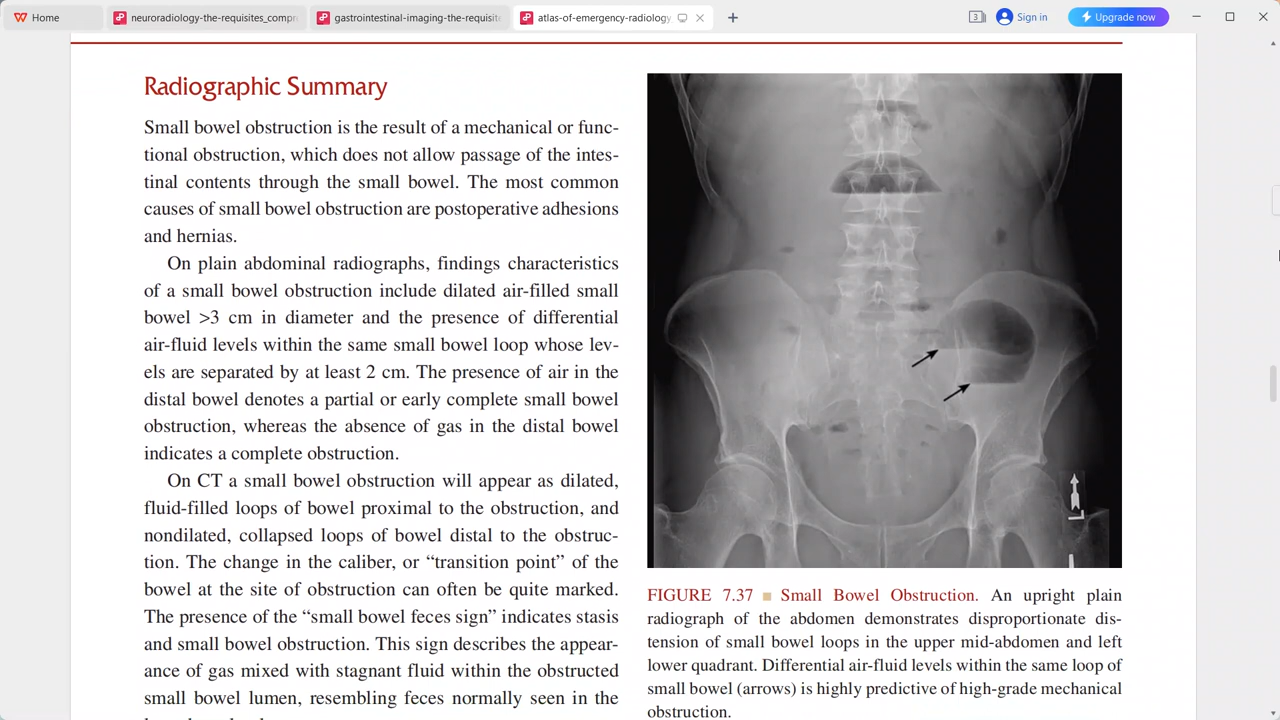 Home
neuroradiology-the-requisites_compre
gastrointestinal-imaging-the-requisite
atlas-of-emergency-radiology
3
Sign in
Upgrade now
Radiographic Summary
Small bowel obstruction is the result of a mechanical or func-
tional obstruction, which does not allow passage of the intes-
tinal contents through the small bowel. The most common
causes of small bowel obstruction are postoperative adhesions
and hernias.
On plain abdominal radiographs, findings characteristics
of a small bowel obstruction include dilated air-filled small
bowel >3 cm in diameter and the presence of differential
air-fluid levels within the same small bowel loop whose lev-
els are separated by at least 2 cm. The presence of air in the
distal bowel denotes a partial or early complete small bowel
obstruction, whereas the absence of gas in the distal bowel
indicates a complete obstruction.
On CT a small bowel obstruction will appear as dilated,
fluid-filled loops of bowel proximal to the obstruction, and
nondilated, collapsed loops of bowel distal to the obstruc-
tion. The change in the caliber, or “transition point” of the
bowel at the site of obstruction can often be quite marked.
The presence of the “small bowel feces sign” indicates stasis
and small bowel obstruction. This sign describes the appear-
ance of gas mixed with stagnant fluid within the obstructed
small bowel lumen, resembling feces normally seen in the
L
FIGURE 7.37 ■ Small Bowel Obstruction. An upright plain
radiograph of the abdomen demonstrates disproportionate dis-
tension of small bowel loops in the upper mid-abdomen and left
lower quadrant. Differential air-fluid levels within the same loop of
small bowel (arrows) is highly predictive of high-grade mechanical
obstruction.